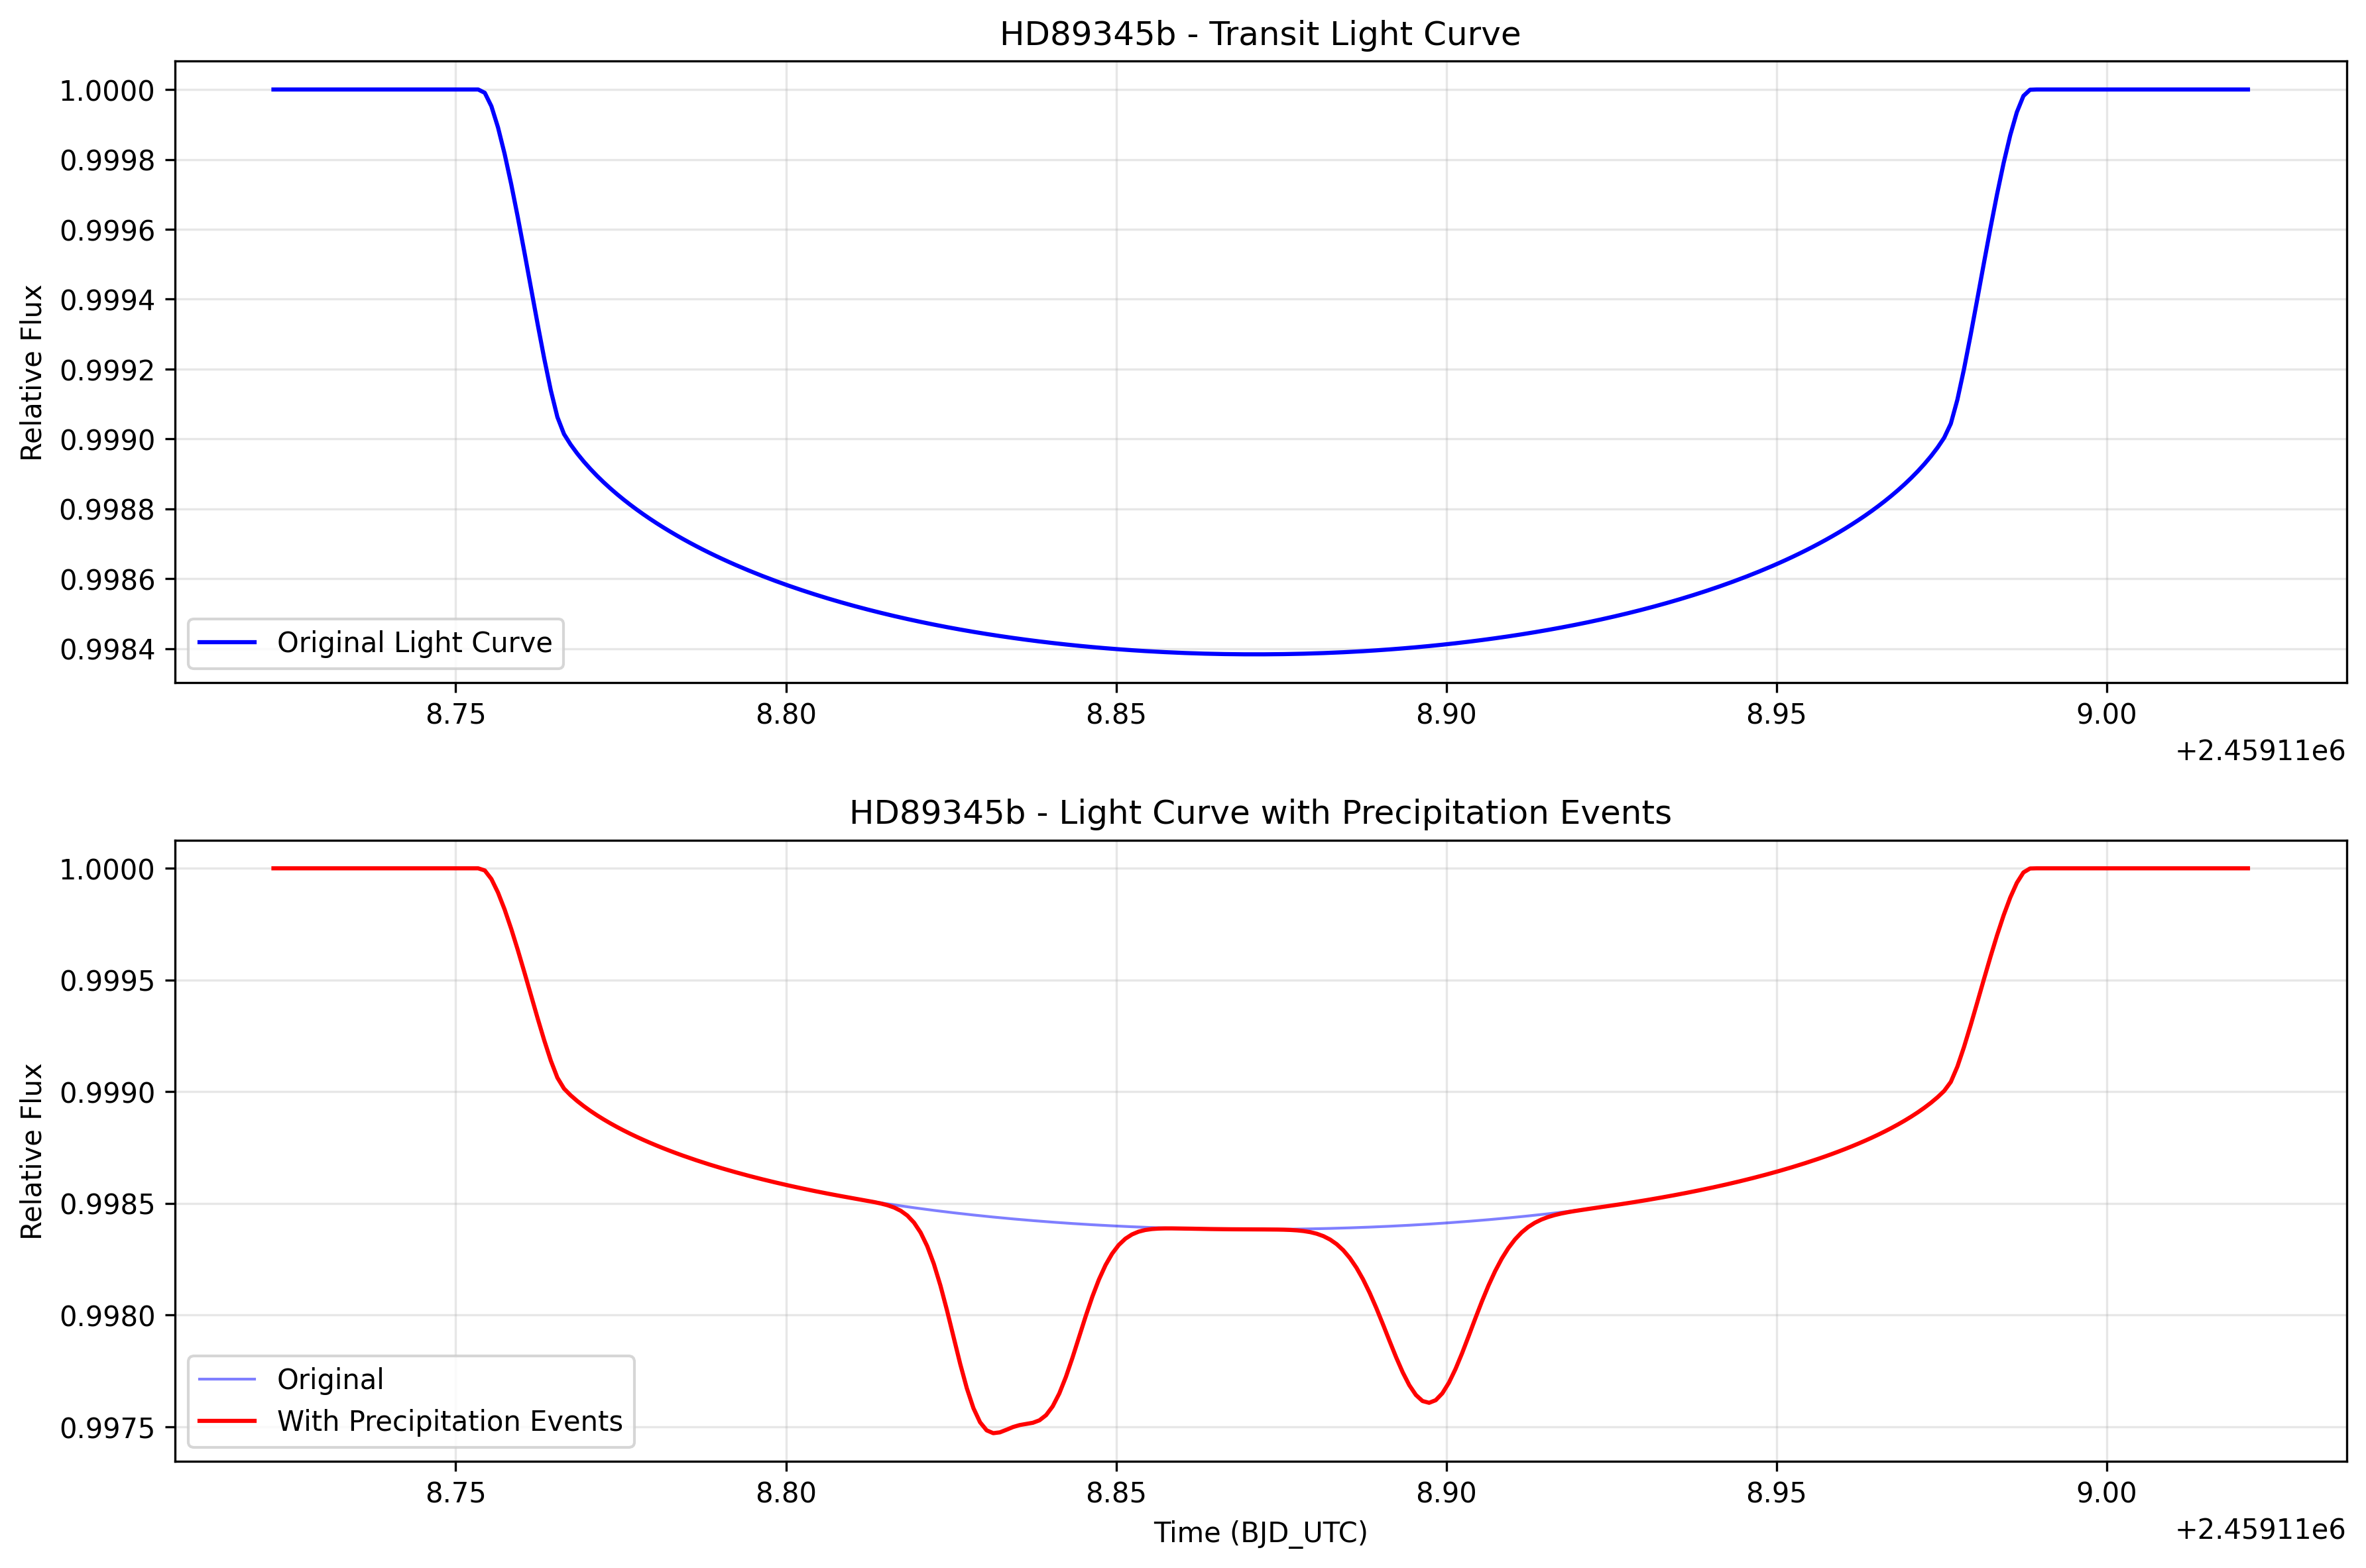 HD89345b - Transit Light Curve
Relative Flux
1.0000
0.9998
0.9996
0.9994
0.9992
0.9990
0.9988
0.9986
0.9984
Original Light Curve
8.75 8.80 8.85 8.90 8.95 9.00
+2.45911e6
HD89345b - Light Curve with Precipitation Events
Relative Flux
1.0000
0.9995
0.9990
0.9985
0.9980
0.9975
Original
With Precipitation Events
8.75 8.80 8.85 8.90 8.95 9.00
Time (BJD_UTC)
+2.45911e6